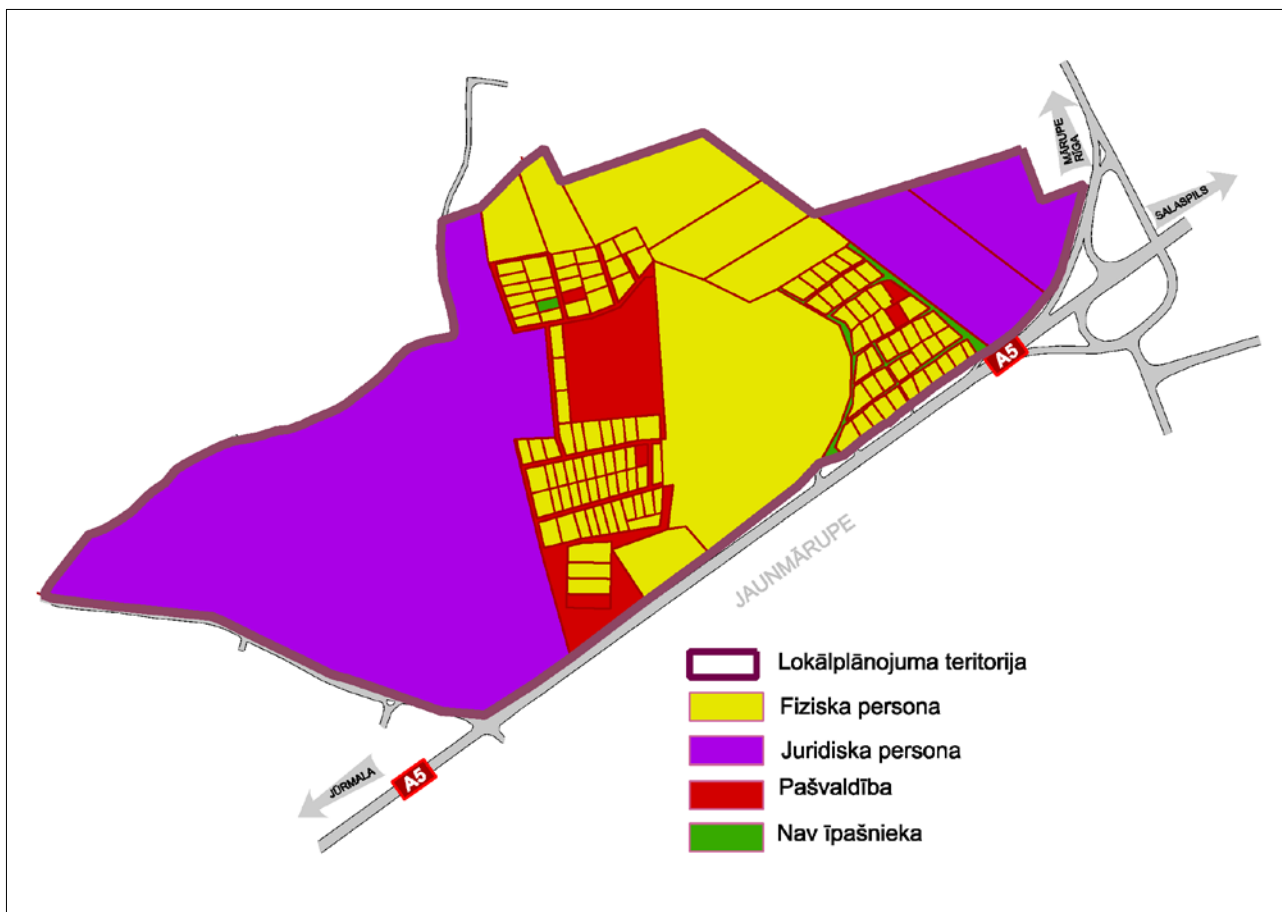 MĀRUPE
RĪGA
SALASPILS
A5
JAUNMĀRUPE
Lokālplānojuma teritorija
Fiziska persona
Juridiska persona
Pašvaldība
Nav īpašnieka
JŪRMALA
A5